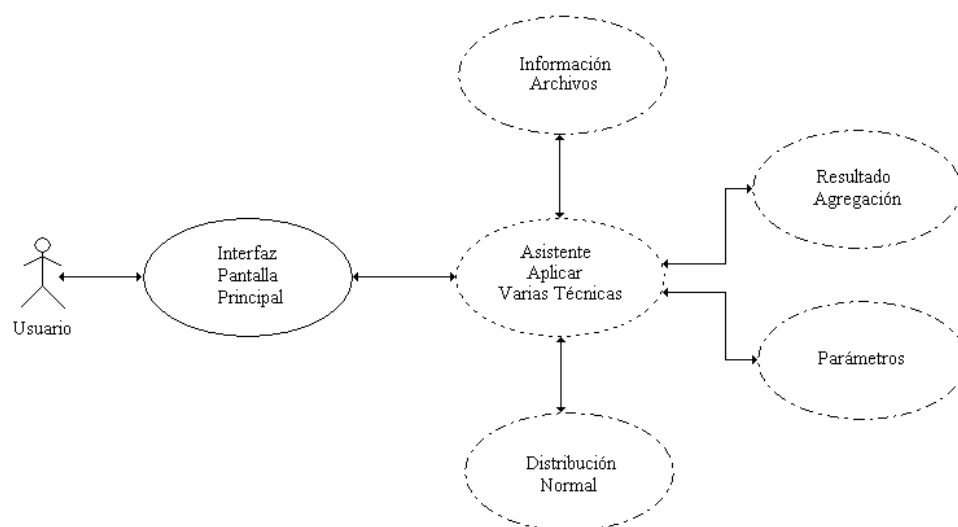 Información
Archivos
Resultado
Agregación
Interfaz
Pantalla
Principal
Asistente
Aplicar
Varias Técnicas
Usuario
Parámetros
Distribución
Normal